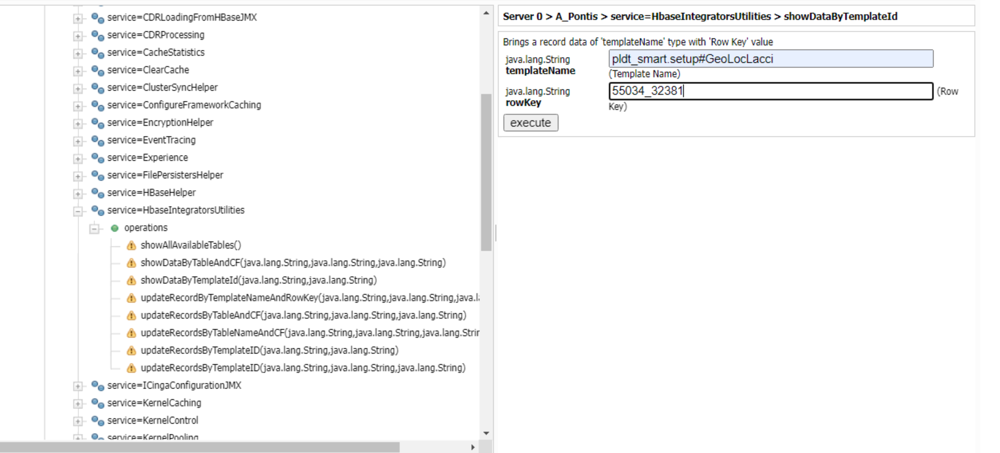 service=CDRLoadingFromHBaseJMX
service=CDRProcessing
service=CacheStatistics
service=ClearCache
service=ClusterSyncHelper
service=ConfigureFrameworkCaching
service=EncryptionHelper
service=EventTracing
service=Experience
service=FilePersistersHelper
service=HBaseHelper
service=HbaseIntegratorsUtilities
operations
showAllAvailableTables()
showDataByTableAndCF(java.lang.String,java.lang.String,java.lang.String)
showDataByTemplateId(java.lang.String,java.lang.String)
updateRecordByTemplateNameAndRowKey(java.lang.String,java.lang.String,java.l
updateRecordsByTableAndCF(java.lang.String,java.lang.String,java.lang.String)
updateRecordsByTableNameAndCF(java.lang.String,java.lang.String,java.lang.Strin
updateRecordsByTemplateID(java.lang.String,java.lang.String)
updateRecordsByTemplateID(java.lang.String,java.lang.String,java.lang.String)
service=ICingaConfigurationJMX
service=KernelCaching
service=KernelControl
service=KernelPooling
Server 0 > A_Pontis > service=HbaseIntegratorsUtilities > showDataByTemplateId
Brings a record data of 'templateName' type with 'Row Key' value
java.lang.String
templateName
pldt_smart.setup#GeoLocLacci
(Template Name)
java.lang.String
rowKey
55034_32381
(Row
Key)
execute